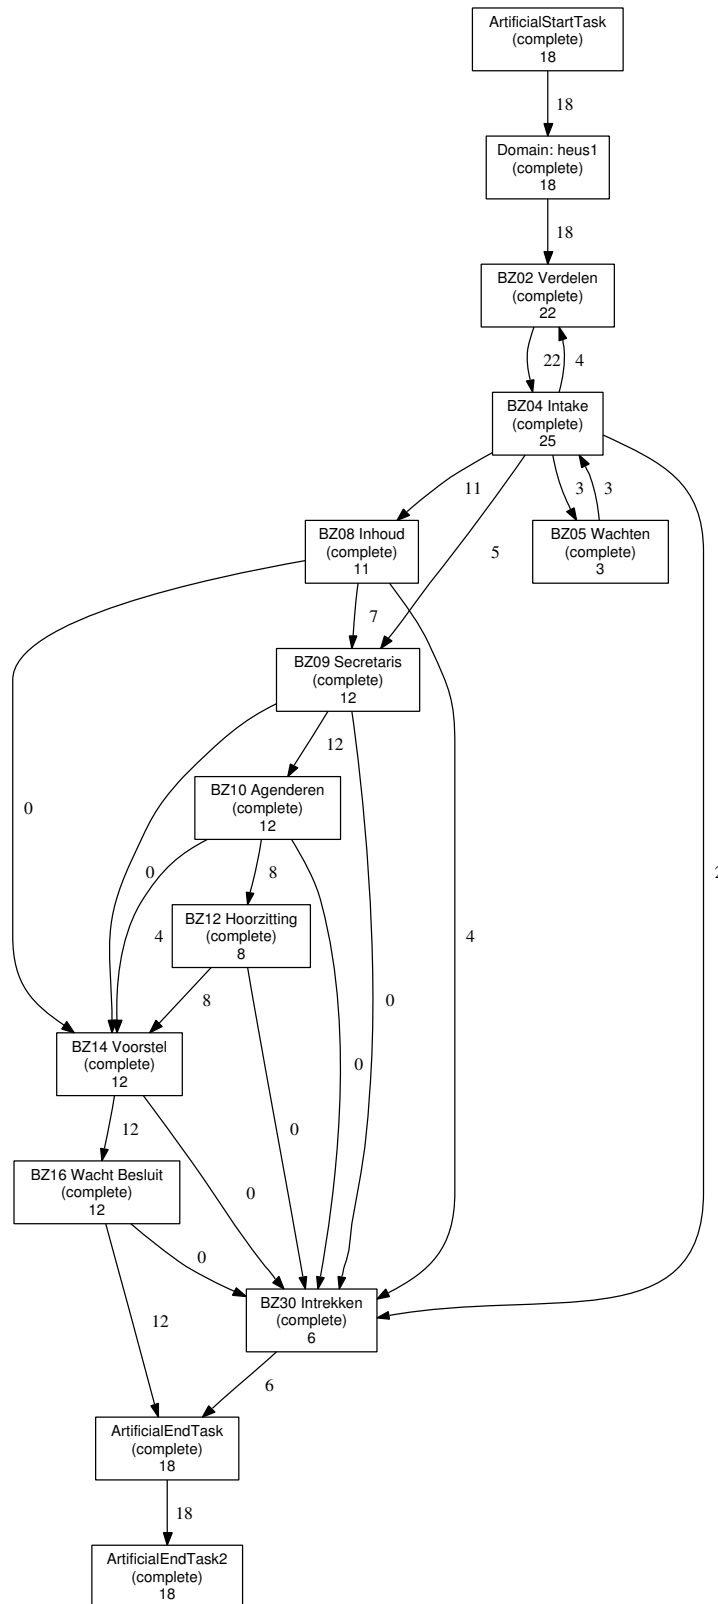 ArtificialStartTask
(complete)
18
18
Domain: heus1
(complete)
18
18
BZ02 Verdelen
(complete)
22
22
4
BZ04 Intake
(complete)
25
11
5
3
3
BZ08 Inhoud
(complete)
11
BZ05 Wachten
(complete)
3
7
BZ09 Secretaris
(complete)
12
12
BZ10 Agenderen
(complete)
12
0
0
8
2
BZ12 Hoorzitting
(complete)
8
4
4
8
0
BZ14 Voorstel
(complete)
12
0
12
0
BZ16 Wacht Besluit
(complete)
12
0
0
BZ30 Intrekken
(complete)
6
12
6
ArtificialEndTask
(complete)
18
18
ArtificialEndTask2
(complete)
18